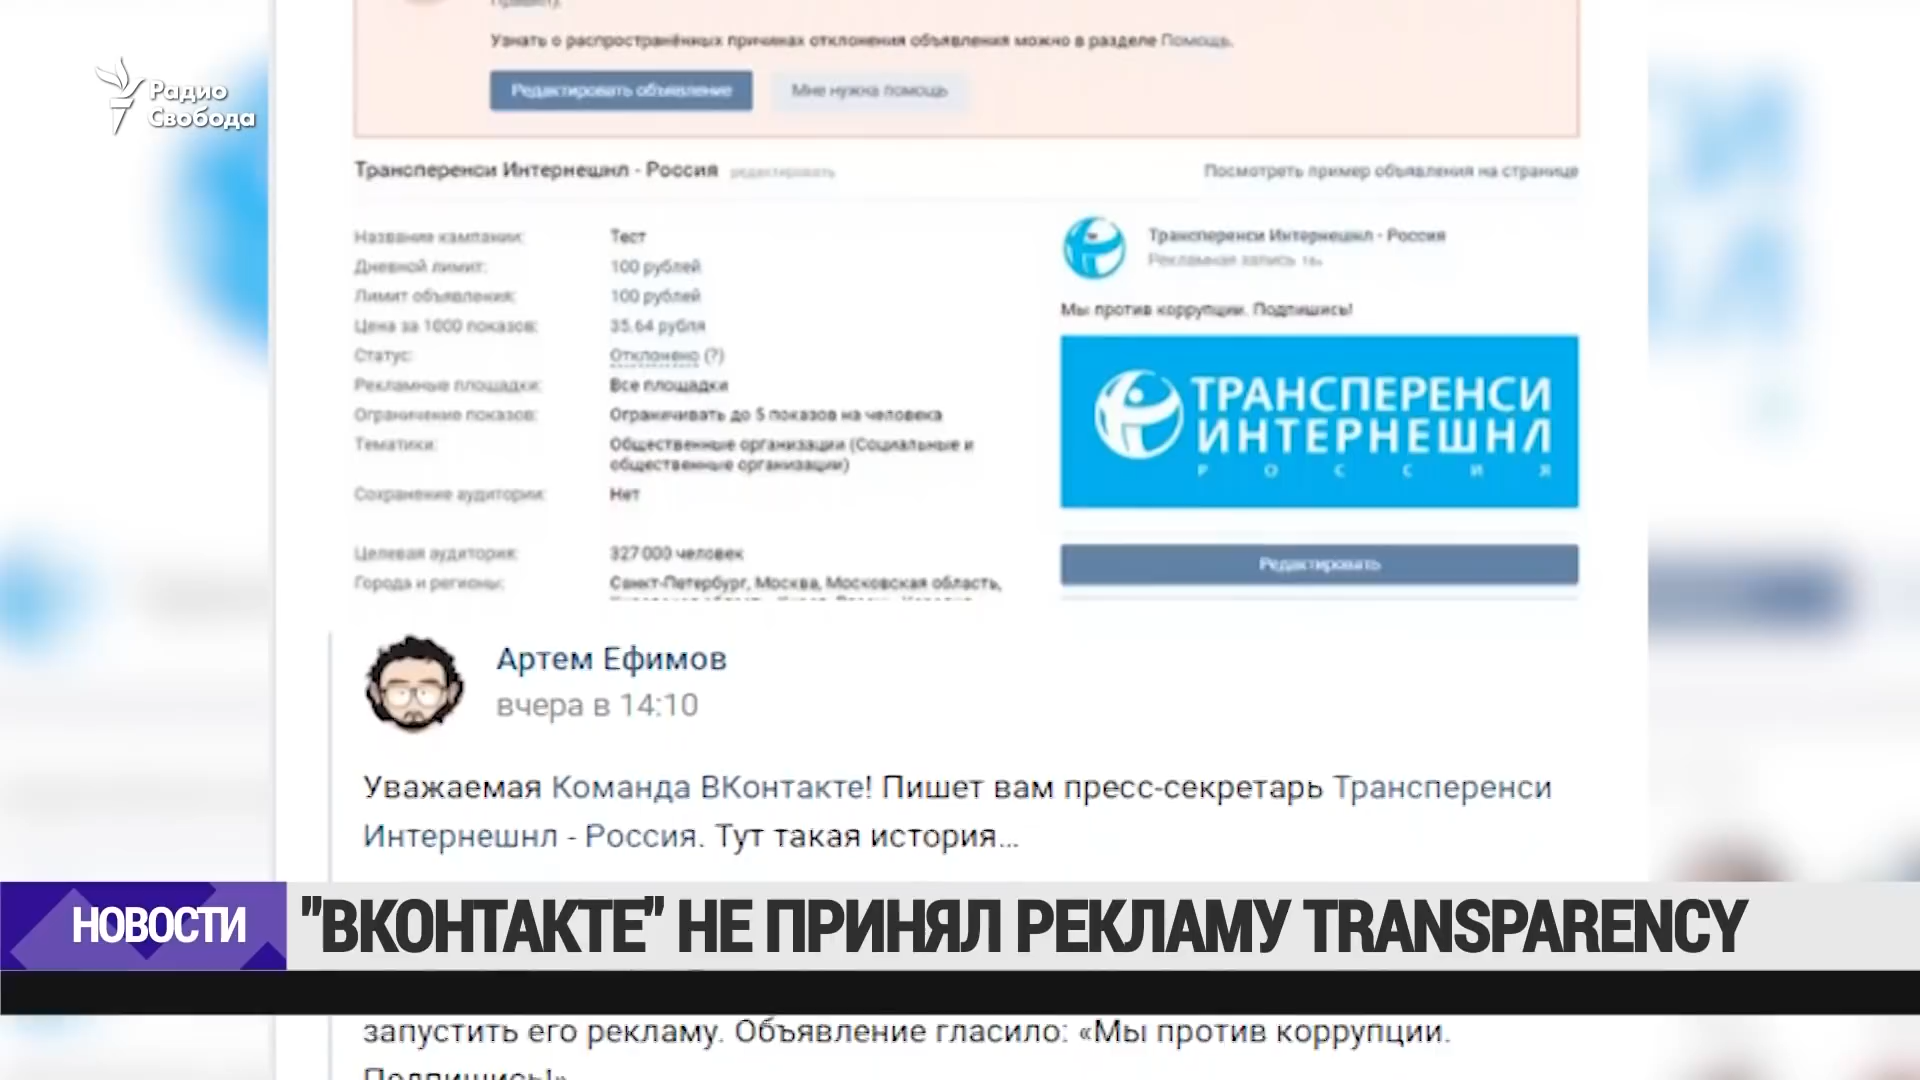 Правил).
Узнать о распространённых причинах отклонения объявления можно в разделе Помощь.
Радио
Свобода
Редактировать объявление
Мне нужна помощь
Трансперенси Интернешнл - Россия редактировать
Посмотреть пример объявления на странице
Название кампании: Тест
Дневной лимит: 100 рублей
Лимит объявления: 100 рублей
Цена за 1000 показов: 35.64 рубля
Статус: Отклонено (?)
Рекламные площадки: Все площадки
Ограничение показов: Ограничивать до 5 показов на человека
Тематики: Общественные организации (Социальные и
общественные организации)
Сохранение аудитории: Нет
Целевая аудитория: 327 000 человек
Города и регионы: Санкт-Петербург, Москва, Московская область,
Трансперенси Интернешнл - Россия
Рекламная запись 16+
Мы против коррупции. Подпишись!
ТРАНСПЕРЕНСИ
ИНТЕРНЕШНЛ
РОССИЯ
Редактировать
Артем Ефимов
вчера в 14:10
Уважаемая Команда ВКонтакте! Пишет вам пресс-секретарь Трансперенси
Интернешнл - Россия. Тут такая история...
НОВОСТИ
"ВКОНТАКТЕ" НЕ ПРИНЯЛ РЕКЛАМУ TRANSPARENCY
запустить его рекламу. Объявление гласило: «Мы против коррупции.
Подпишись!»